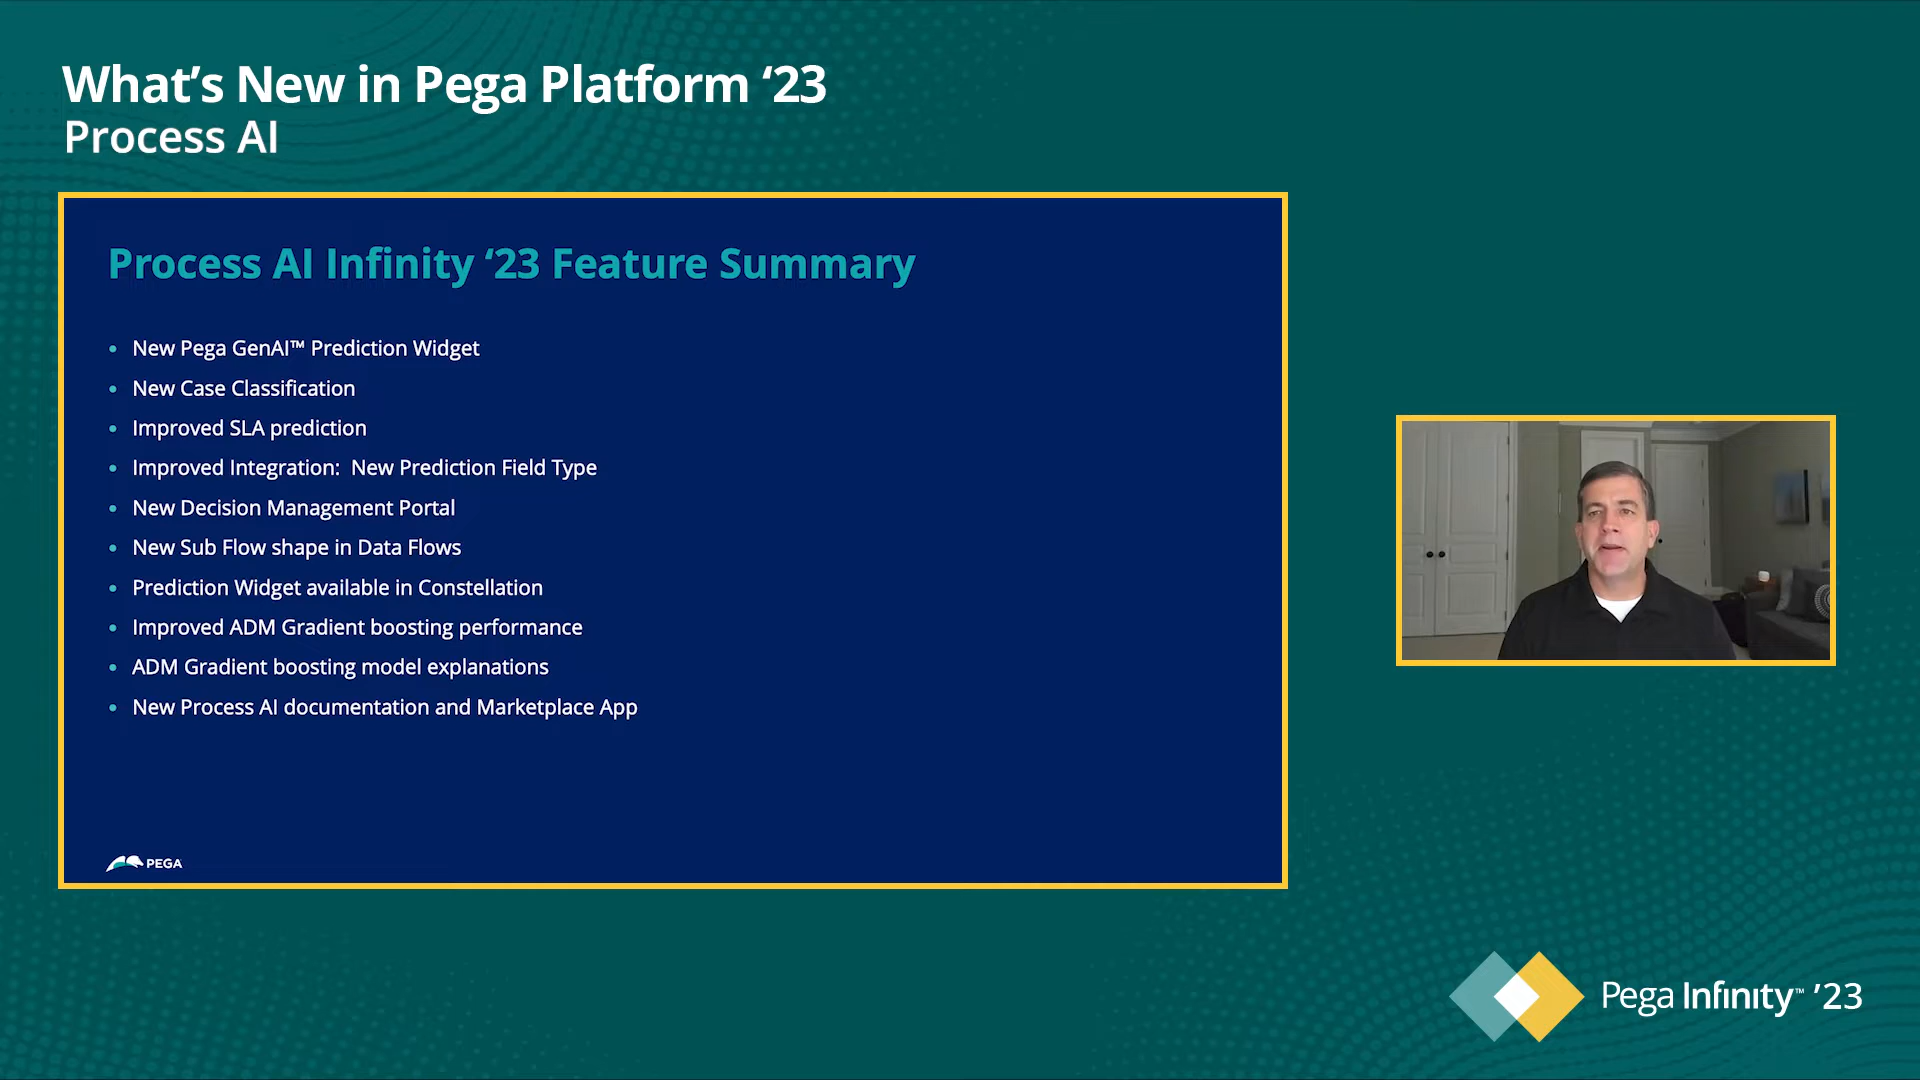 What’s New in Pega Platform ‘23
Process AI
Process AI Infinity ‘23 Feature Summary
• New Pega GenAI™ Prediction Widget
• New Case Classification
• Improved SLA prediction
• Improved Integration:  New Prediction Field Type
• New Decision Management Portal
• New Sub Flow shape in Data Flows
• Prediction Widget available in Constellation
• Improved ADM Gradient boosting performance
• ADM Gradient boosting model explanations
• New Process AI documentation and Marketplace App
PEGA
Pega Infinity™ ’23